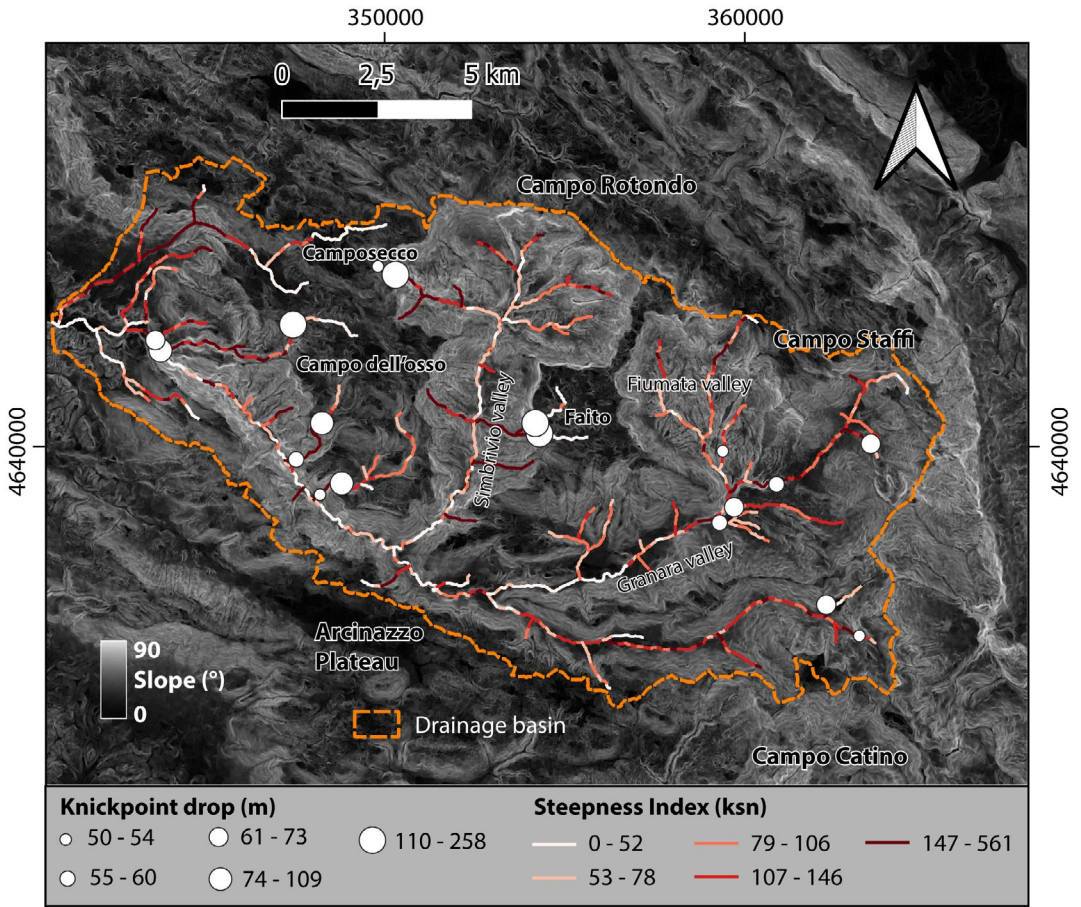 350000
360000
0
2,5
5 km
Campo Rotondo
Camposecco
Campo Staffi
Campo dell'osso
Fiumata valley
Faito
Simbrivio valley
4640000
4640000
Granara valley
Arcinazzo
Plateau
90
Slope (°)
0
Drainage basin
Campo Catino
Knickpoint drop (m)
50 - 54
55 - 60
61 - 73
74 - 109
110 - 258
Steepness Index (ksn)
0 - 52
53 - 78
79 - 106
107 - 146
147 - 561